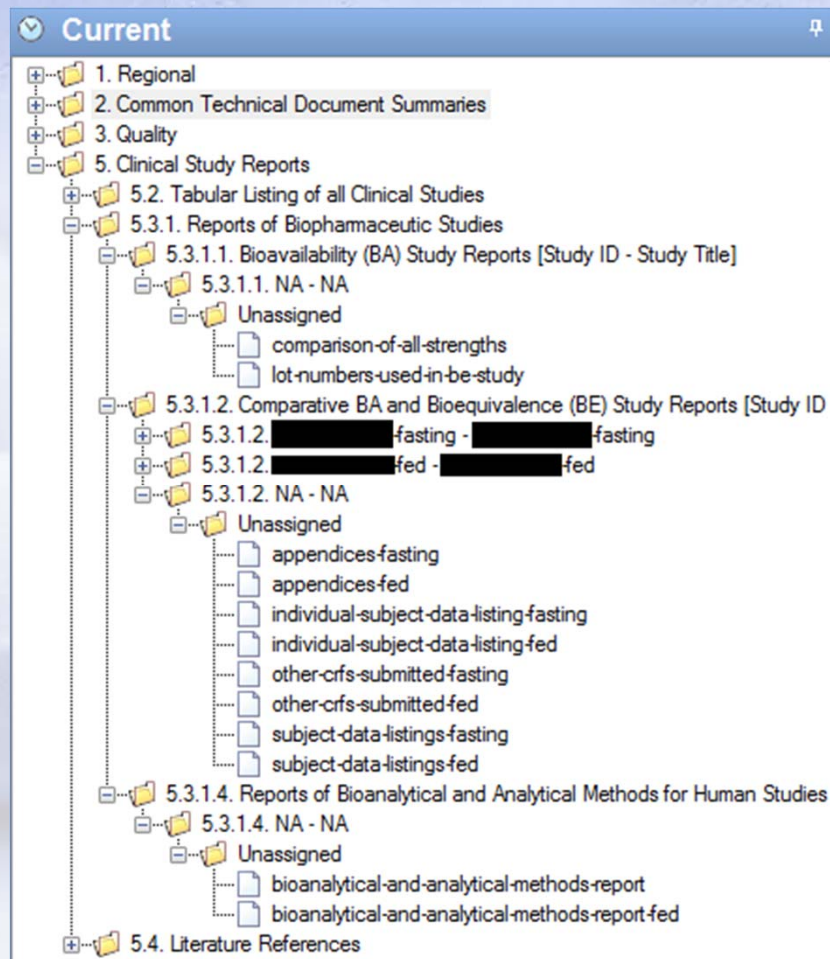 Current
1. Regional
2. Common Technical Document Summaries
3. Quality
5. Clinical Study Reports
5.2. Tabular Listing of all Clinical Studies
5.3.1. Reports of Biopharmaceutic Studies
5.3.1.1. Bioavailability (BA) Study Reports [Study ID - Study Title]
5.3.1.1. NA - NA
Unassigned
comparison-of-all-strengths
lot-numbers-used-in-be-study
5.3.1.2. Comparative BA and Bioequivalence (BE) Study Reports [Study ID
5.3.1.2. -fasting - -fasting
5.3.1.2. -fed - -fed
5.3.1.2. NA - NA
Unassigned
appendices-fasting
appendices-fed
individual-subject-data-listing-fasting
individual-subject-data-listing-fed
other-crfs-submitted-fasting
other-crfs-submitted-fed
subject-data-listings-fasting
subject-data-listings-fed
5.3.1.4. Reports of Bioanalytical and Analytical Methods for Human Studies
5.3.1.4. NA - NA
Unassigned
bioanalytical-and-analytical-methods-report
bioanalytical-and-analytical-methods-report-fed
5.4. Literature References